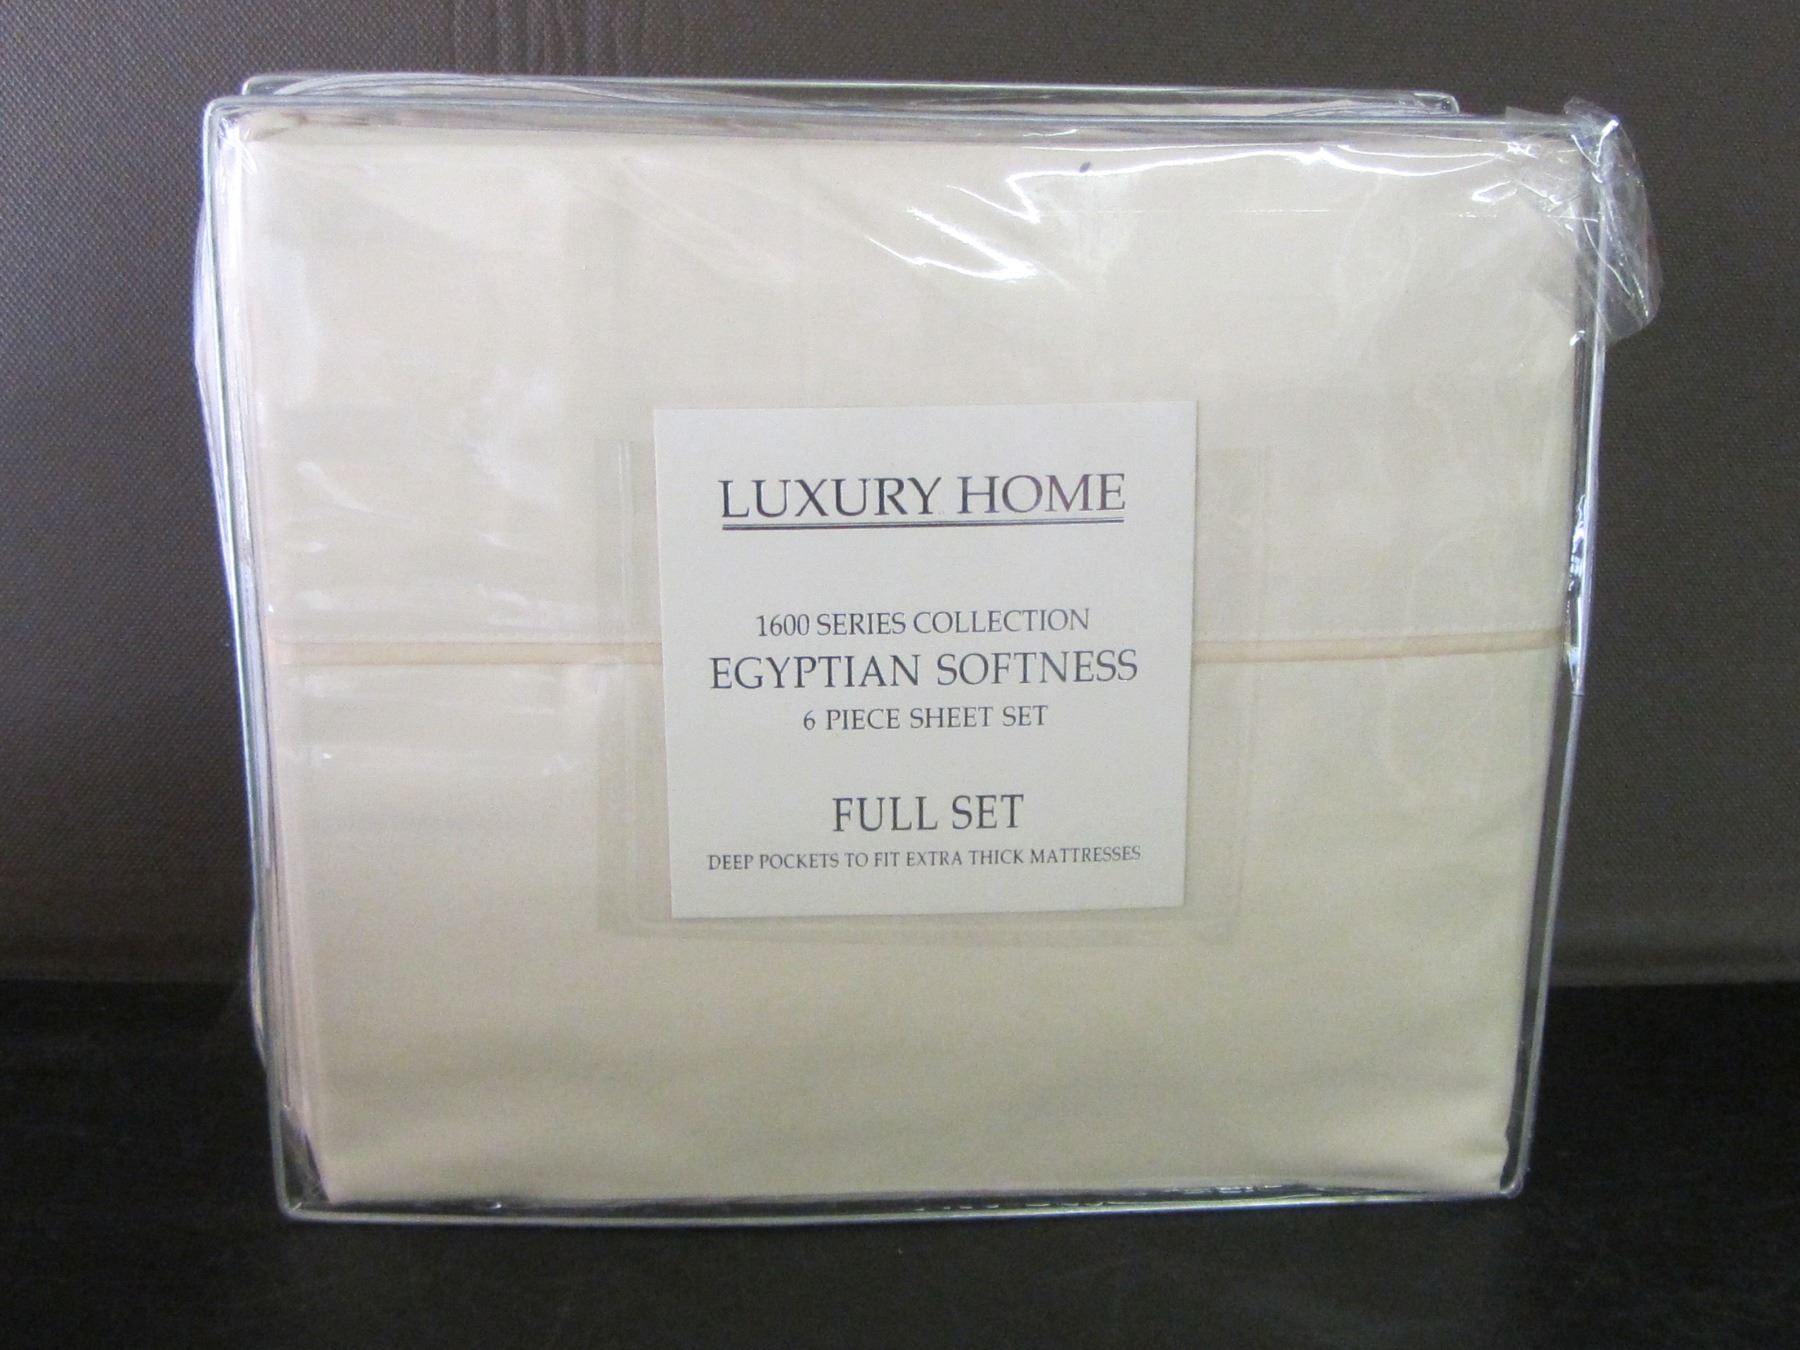 LUXURY HOME
1600 SERIES COLLECTION
EGYPTIAN SOFTNESS
6 PIECE SHEET SET
FULL SET
DEEP POCKETS TO FIT EXTRA THICK MATTRESSES